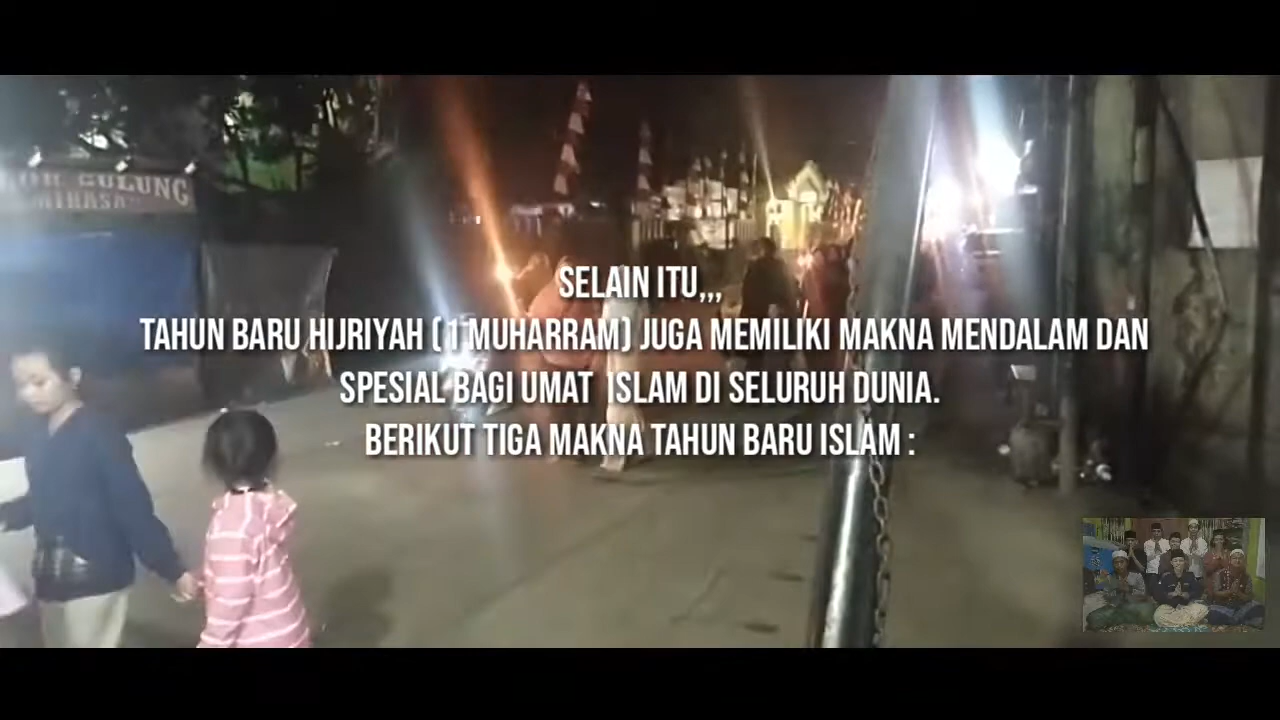 GULUNG
SELAIN ITU,,,
TAHUN BARU HIJRIYAH ( 1 MUHARRAM) JUGA MEMILIKI MAKNA MENDALAM DAN
SPESIAL BAGI UMAT ISLAM DI SELURUH DUNIA.
BERIKUT TIGA MAKNA TAHUN BARU ISLAM :